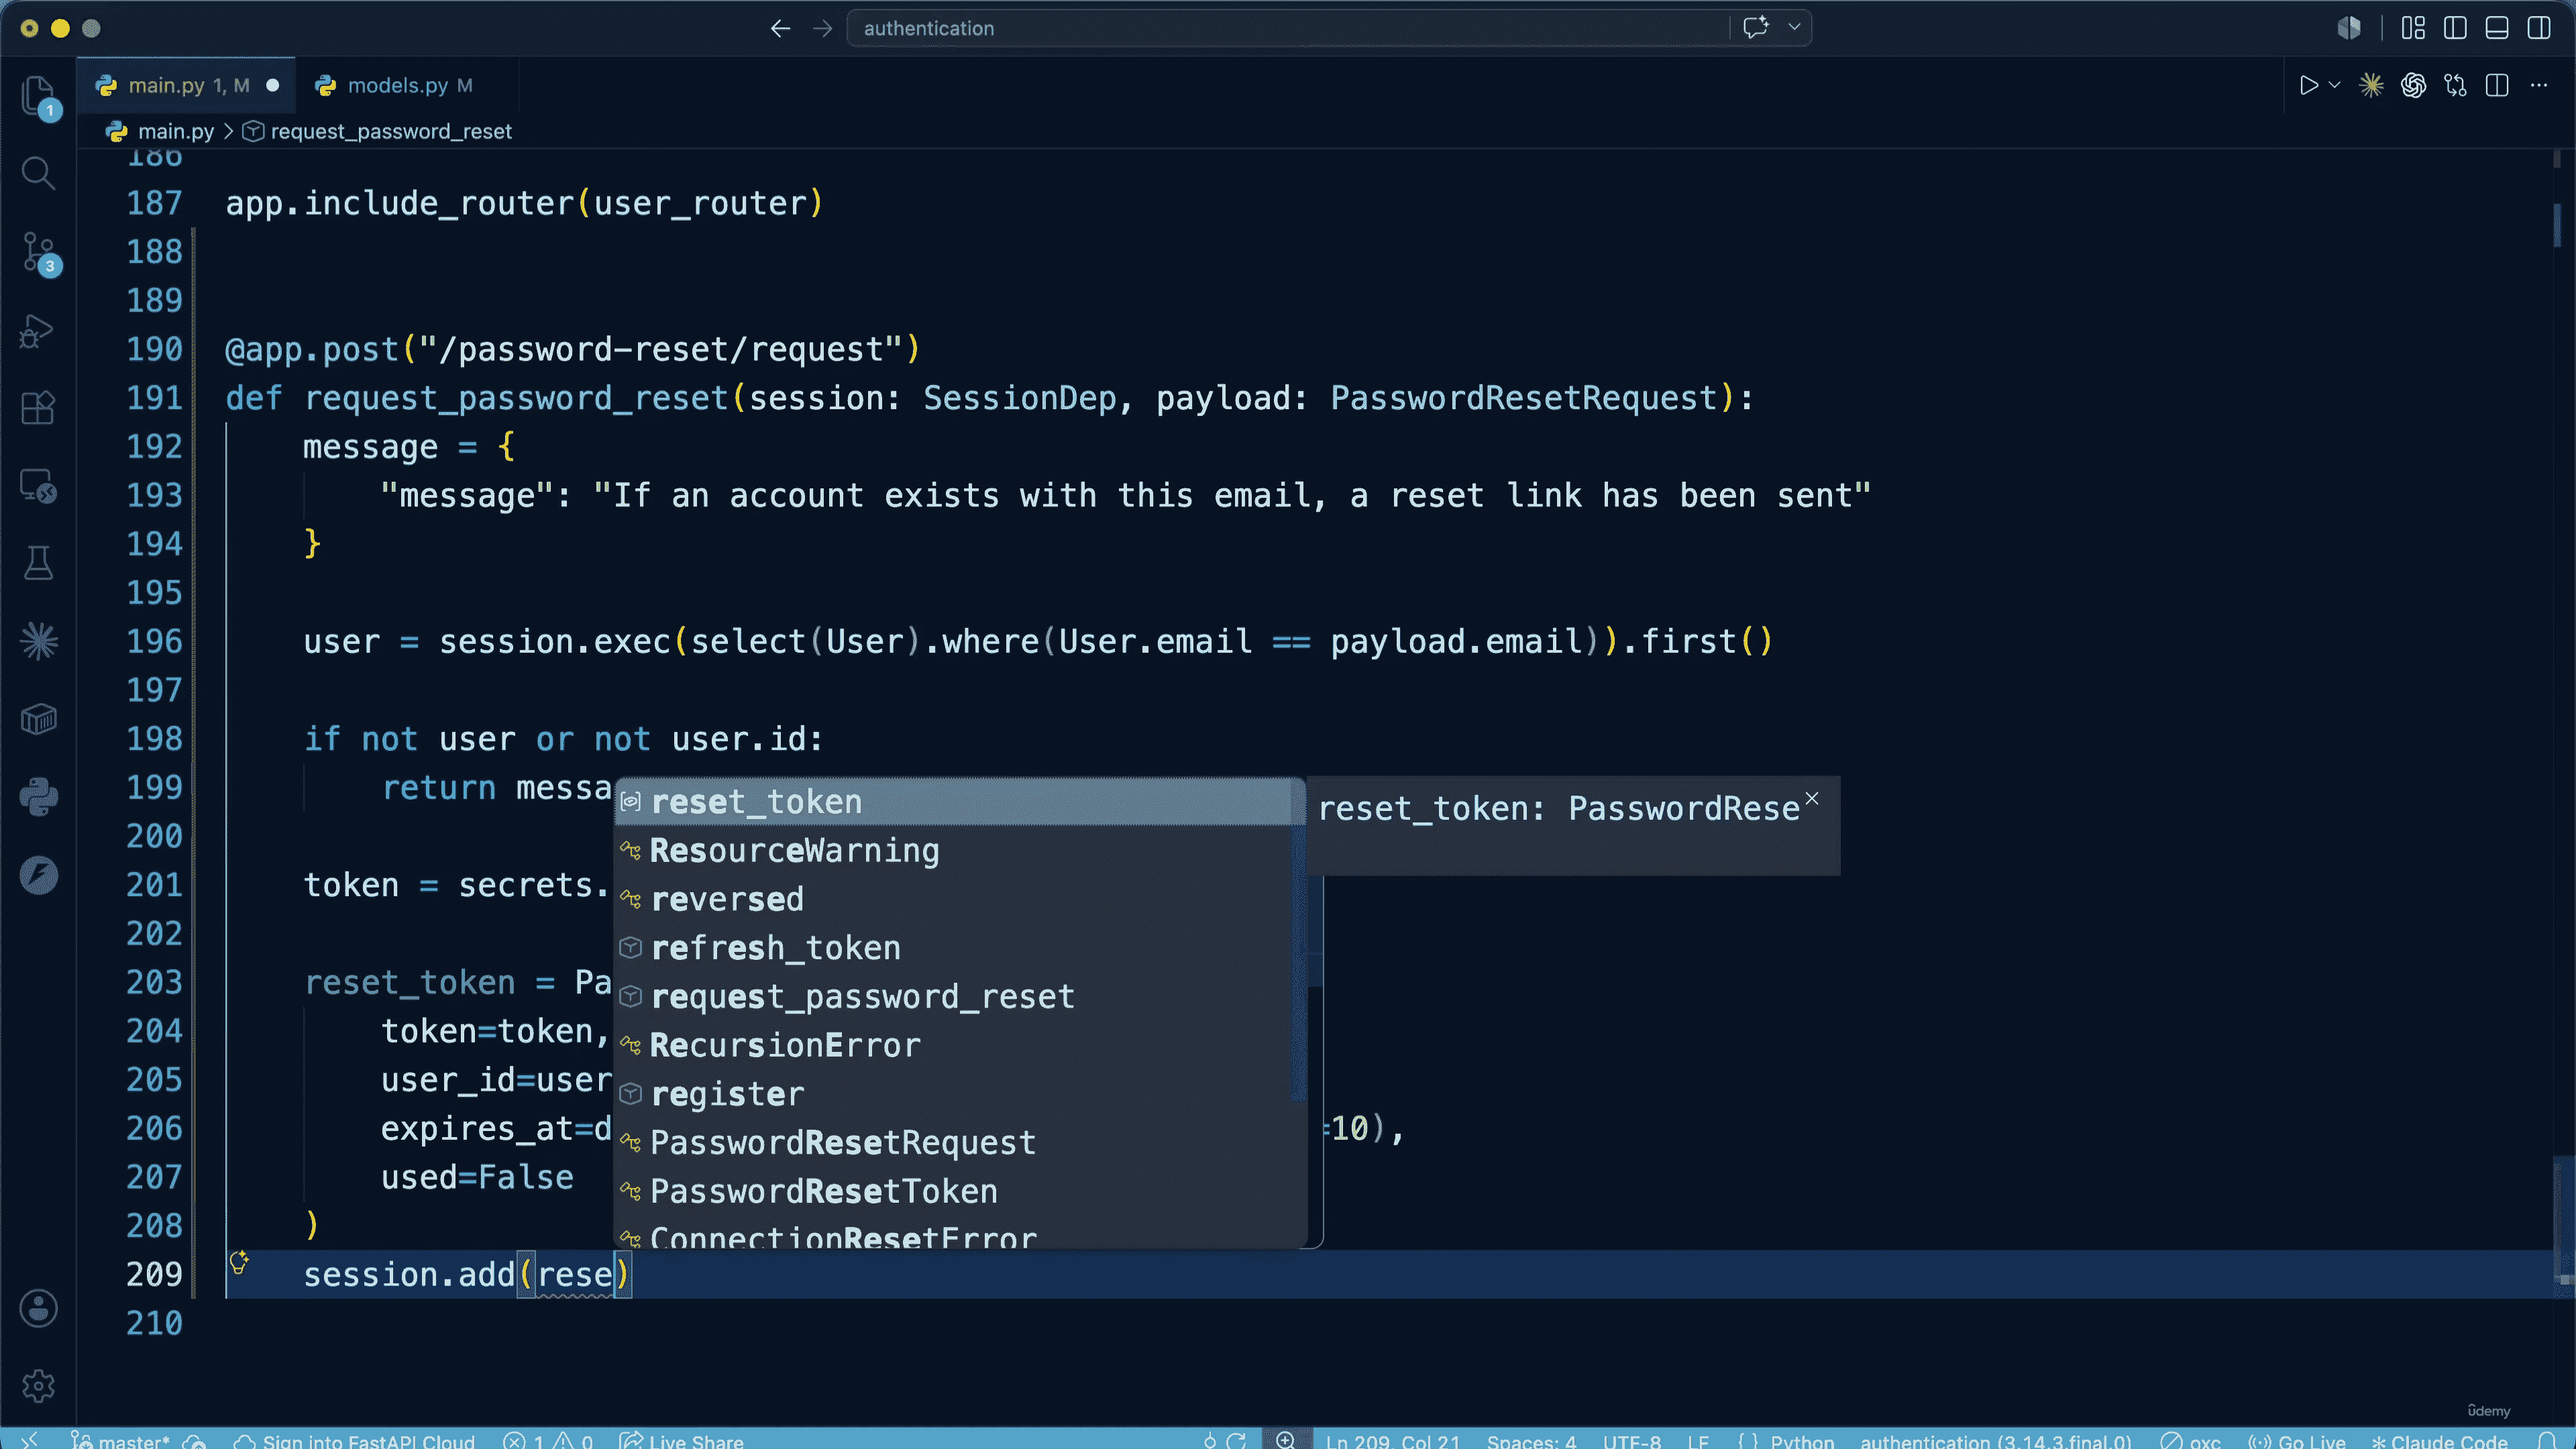 authentication
main.py 1, M
models.py M
main.py > request_password_reset
186
187 app.include_router(user_router)
188
189
190 @app.post("/password-reset/request")
191 def request_password_reset(session: SessionDep, payload: PasswordResetRequest):
192 message = {
193 "message": "If an account exists with this email, a reset link has been sent"
194 }
195
196 user = session.exec(select(User).where(User.email == payload.email)).first()
197
198 if not user or not user.id:
199 return messa
200
201 token = secrets.
202
203 reset_token = Pa
204 token=token,
205 user_id=user
206 expires_at=d =10),
207 used=False
208 )
209 session.add(rese)
210
reset_token
ResourceWarning
reversed
refresh_token
request_password_reset
RecursionError
register
PasswordResetRequest
PasswordResetToken
ConnectionResetError
reset_token: PasswordRese
1
3
ûdemy
master* Sign into FastAPI Cloud 1 0 Live Share Ln 209, Col 21 Spaces: 4 UTF-8 LF { } Python authentication (3.14.3.final.0) oxc Go Live Claude Code